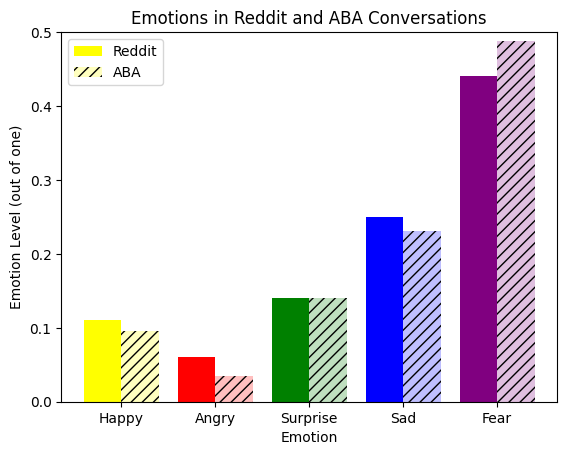 Emotions in Reddit and ABA Conversations
Reddit
ABA
Emotion Level (out of one)
0.5
0.4
0.3
0.2
0.1
0.0
Happy Angry Surprise Sad Fear
Emotion